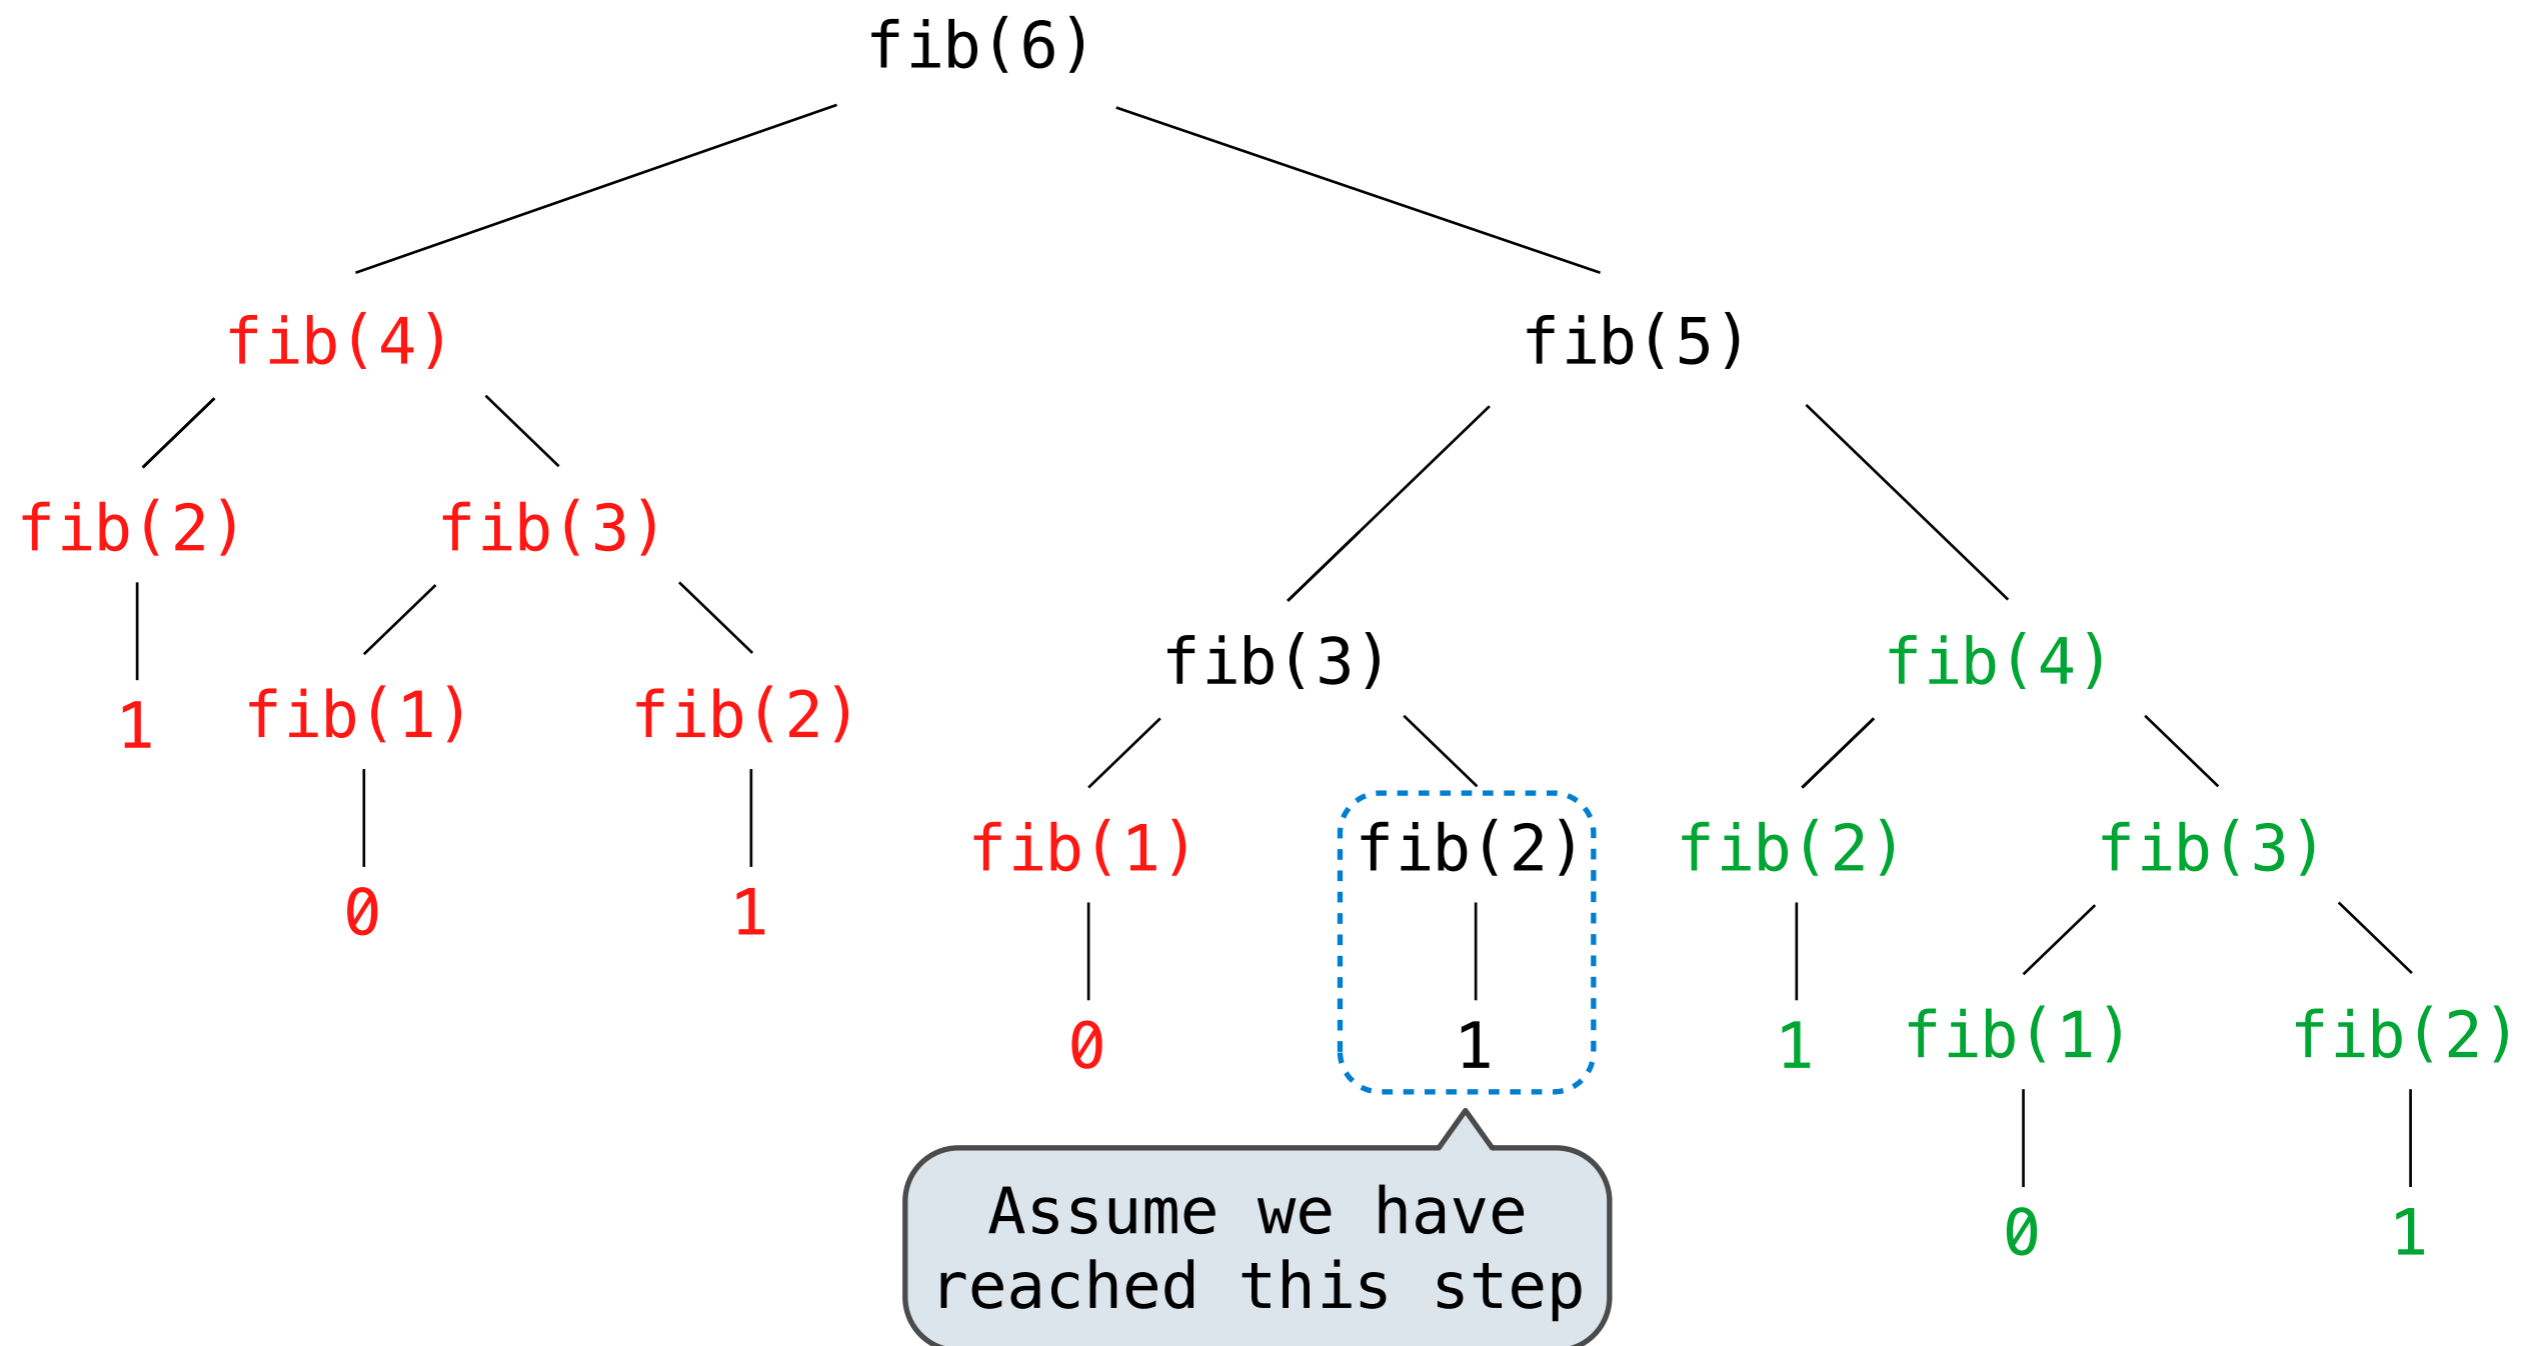 fib(6)
fib(4)
fib(5)
fib(2)
fib(3)
fib(3)
fib(4)
1
fib(1)
fib(2)
fib(1)
fib(2)
fib(2)
fib(3)
0
1
0
1
1
fib(1)
fib(2)
0
1
Assume we have
reached this step